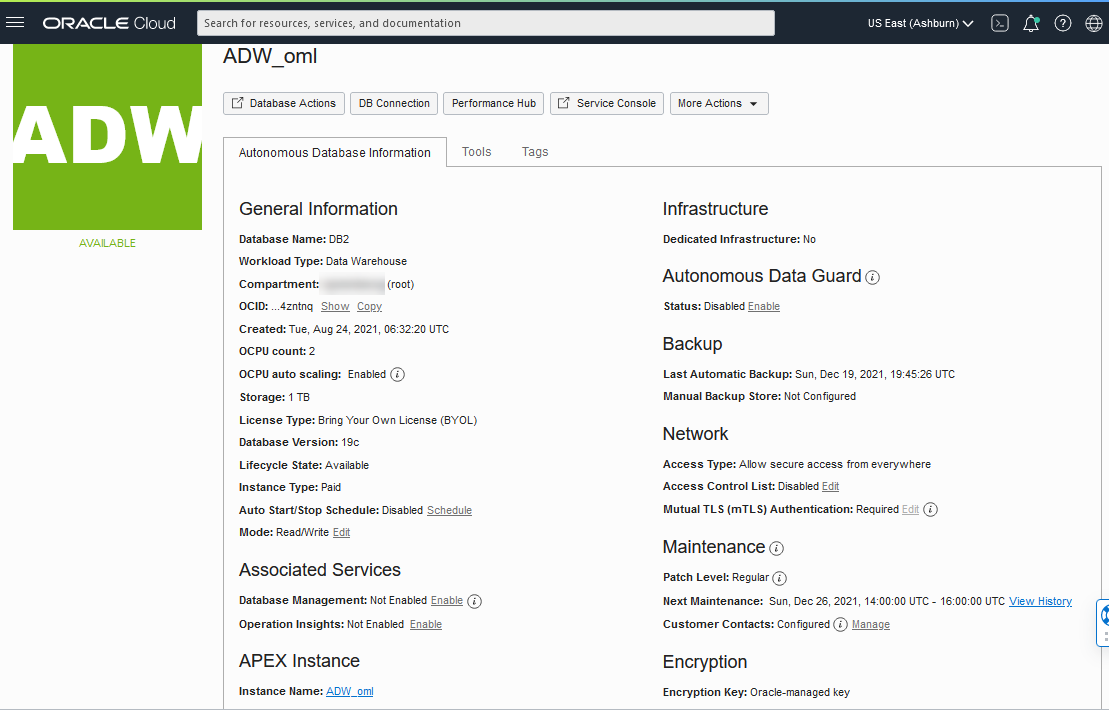 ORACLE Cloud
Search for resources, services, and documentation
US East (Ashburn)
ADW
AVAILABLE
ADW_oml
Database Actions
DB Connection
Performance Hub
Service Console
More Actions
Autonomous Database Information
Tools
Tags
General Information
Database Name: DB2
Workload Type: Data Warehouse
Compartment: (root)
OCID: ...4zntnq Show Copy
Created: Tue, Aug 24, 2021, 06:32:20 UTC
OCPU count: 2
OCPU auto scaling: Enabled
Storage: 1 TB
License Type: Bring Your Own License (BYOL)
Database Version: 19c
Lifecycle State: Available
Instance Type: Paid
Auto Start/Stop Schedule: Disabled Schedule
Mode: Read/Write Edit
Associated Services
Database Management: Not Enabled Enable
Operation Insights: Not Enabled Enable
APEX Instance
Instance Name: ADW_oml
Infrastructure
Dedicated Infrastructure: No
Autonomous Data Guard
Status: Disabled Enable
Backup
Last Automatic Backup: Sun, Dec 19, 2021, 19:45:26 UTC
Manual Backup Store: Not Configured
Network
Access Type: Allow secure access from everywhere
Access Control List: Disabled Edit
Mutual TLS (mTLS) Authentication: Required Edit
Maintenance
Patch Level: Regular
Next Maintenance: Sun, Dec 26, 2021, 14:00:00 UTC - 16:00:00 UTC View History
Customer Contacts: Configured Manage
Encryption
Encryption Key: Oracle-managed key